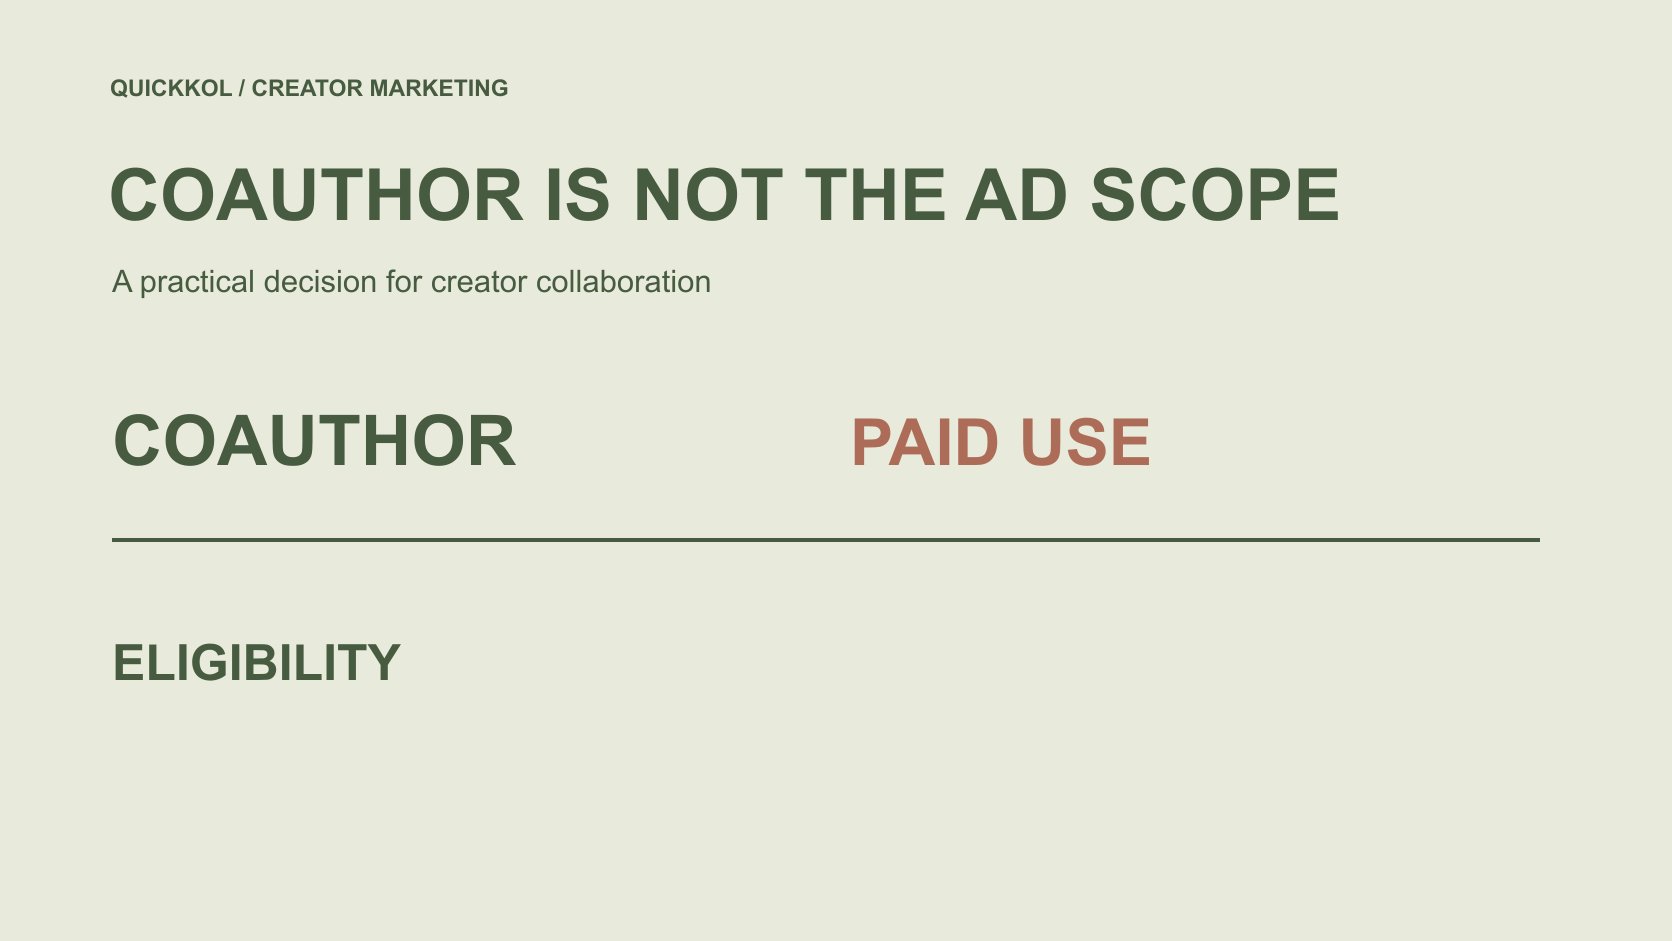 QUICKKOL / CREATOR MARKETING
COAUTHOR IS NOT THE AD SCOPE
A practical decision for creator collaboration
COAUTHOR
PAID USE
ELIGIBILITY